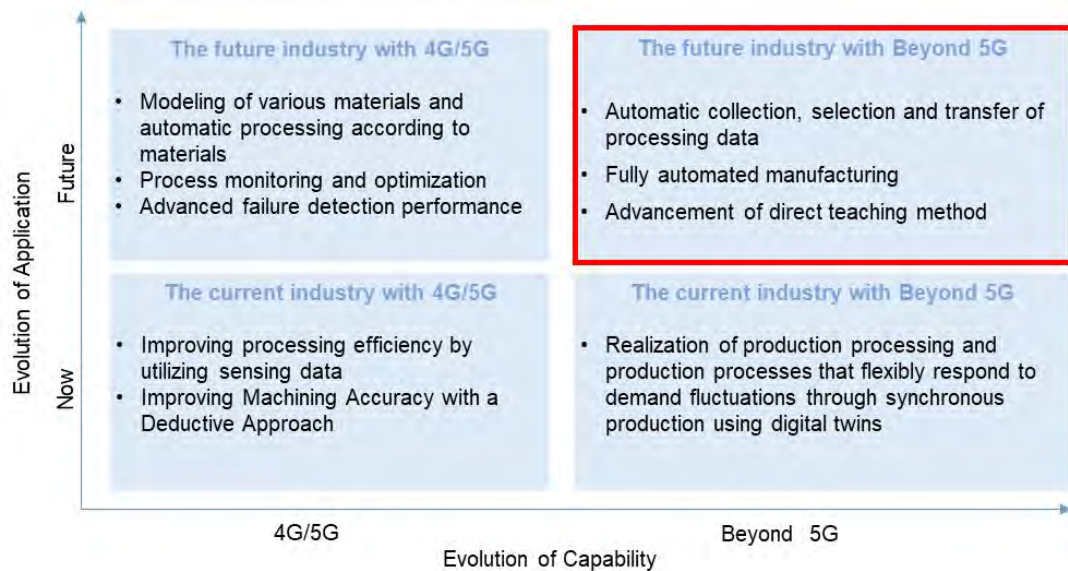 The future industry with 4G/5G
• Modeling of various materials and
automatic processing according to
materials
• Process monitoring and optimization
• Advanced failure detection performance
The future industry with Beyond 5G
• Automatic collection, selection and transfer of
processing data
• Fully automated manufacturing
• Advancement of direct teaching method
The current industry with 4G/5G
• Improving processing efficiency by
utilizing sensing data
• Improving Machining Accuracy with a
Deductive Approach
The current industry with Beyond 5G
• Realization of production processing and
production processes that flexibly respond to
demand fluctuations through synchronous
production using digital twins
Evolution of Application
Future
Now
4G/5G
Beyond 5G
Evolution of Capability